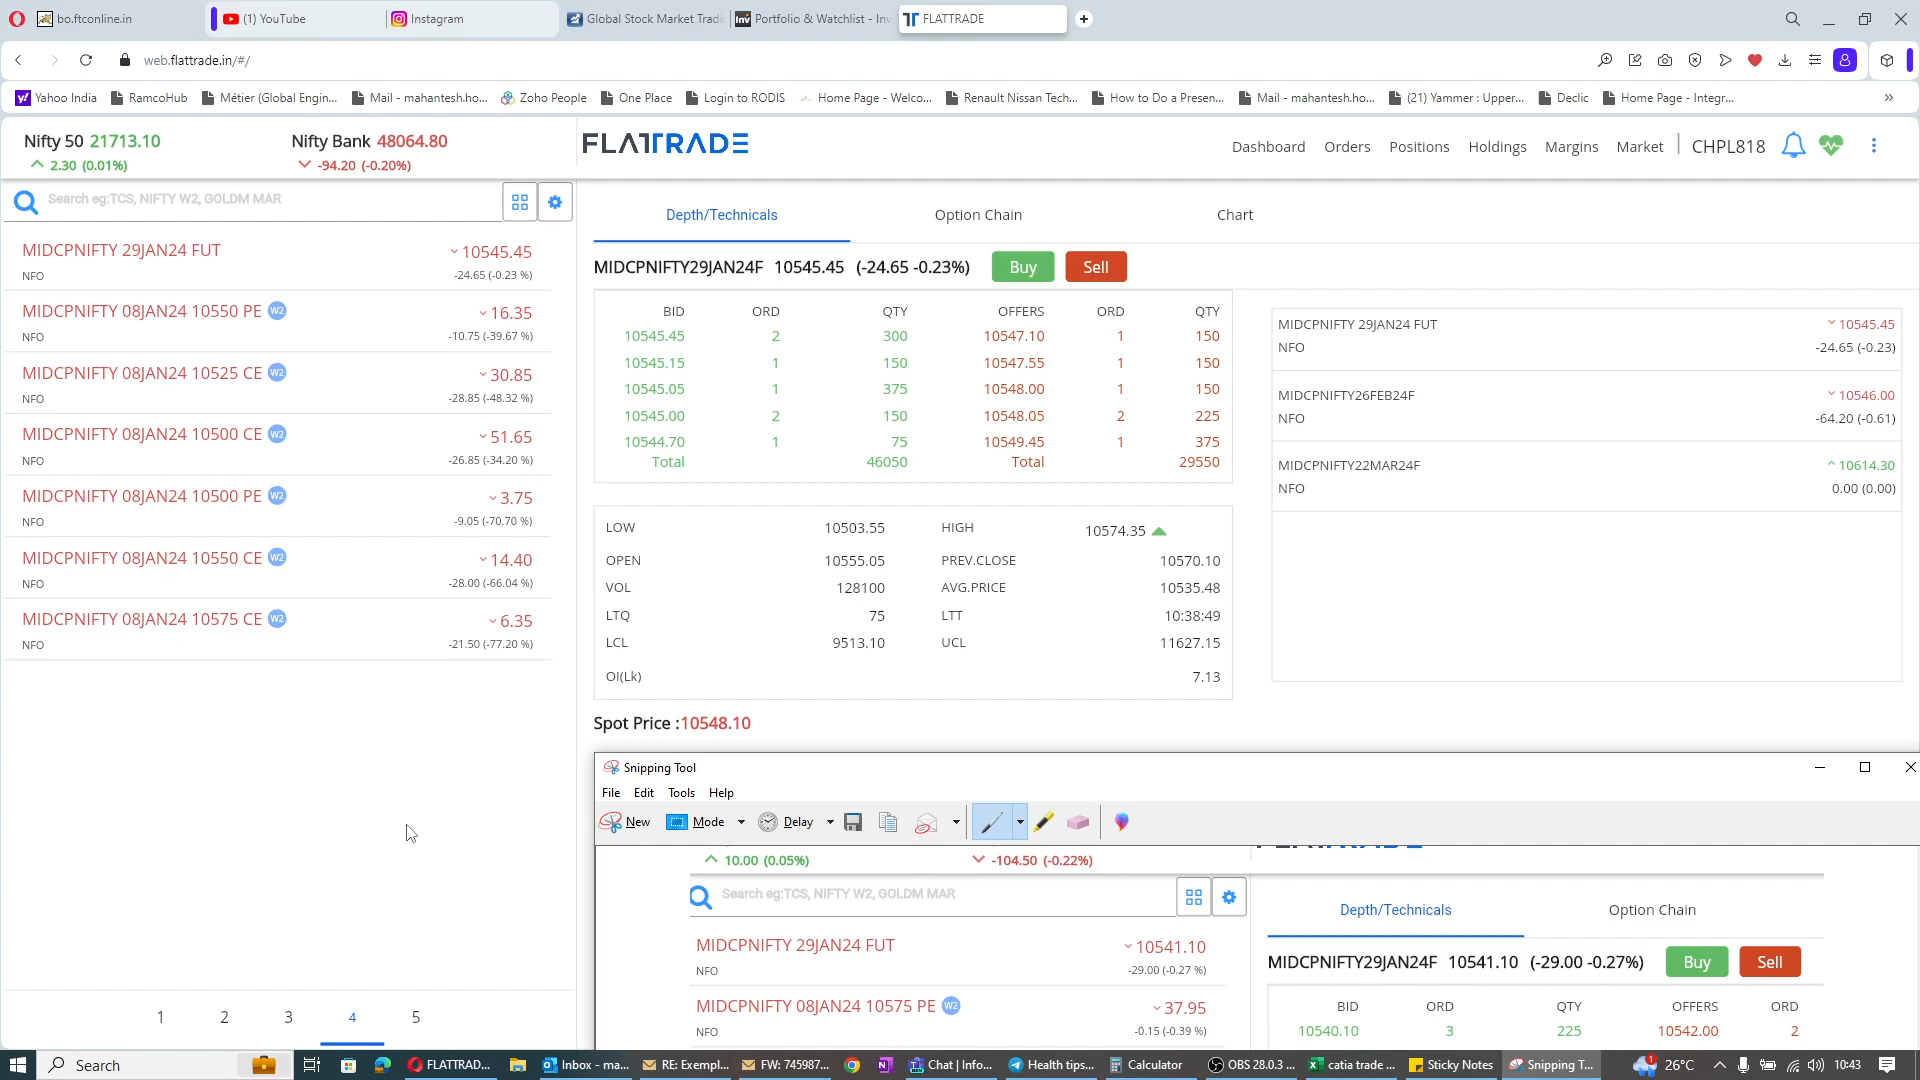 bo.ftconline.in
(1) YouTube
Instagram
Global Stock Market Tradi
Inv Portfolio & Watchlist - Inv
FLATTRADE
web.flattrade.in/#/
Yahoo India
RamcoHub
Métier (Global Engin...
Mail - mahantesh.ho...
Zoho People
One Place
Login to RODIS
Home Page - Welco...
Renault Nissan Tech...
How to Do a Presen...
Mail - mahantesh.ho...
(21) Yammer : Upper...
Declic
Home Page - Integr...
Nifty 50 21713.10
2.30 (0.01%)
Nifty Bank 48064.80
-94.20 (-0.20%)
FLATTRADE
Dashboard Orders Positions Holdings Margins Market CHPL818
Search eg:TCS, NIFTY W2, GOLDM MAR
MIDCPNIFTY 29JAN24 FUT 10545.45
NFO -24.65 (-0.23 %)
MIDCPNIFTY 08JAN24 10550 PE W2 16.35
NFO -10.75 (-39.67 %)
MIDCPNIFTY 08JAN24 10525 CE W2 30.85
NFO -28.85 (-48.32 %)
MIDCPNIFTY 08JAN24 10500 CE W2 51.65
NFO -26.85 (-34.20 %)
MIDCPNIFTY 08JAN24 10500 PE W2 3.75
NFO -9.05 (-70.70 %)
MIDCPNIFTY 08JAN24 10550 CE W2 14.40
NFO -28.00 (-66.04 %)
MIDCPNIFTY 08JAN24 10575 CE W2 6.35
NFO -21.50 (-77.20 %)
1 2 3 4 5
Depth/Technicals Option Chain Chart
MIDCPNIFTY29JAN24F 10545.45 (-24.65 -0.23%) Buy Sell
BID ORD QTY OFFERS ORD QTY
10545.45 2 300 10547.10 1 150
10545.15 1 150 10547.55 1 150
10545.05 1 375 10548.00 1 150
10545.00 2 150 10548.05 2 225
10544.70 1 75 10549.45 1 375
Total 46050 Total 29550
LOW 10503.55 HIGH 10574.35
OPEN 10555.05 PREV.CLOSE 10570.10
VOL 128100 AVG.PRICE 10535.48
LTQ 75 LTT 10:38:49
LCL 9513.10 UCL 11627.15
OI(Lk) 7.13
Spot Price :10548.10
MIDCPNIFTY 29JAN24 FUT 10545.45
NFO -24.65 (-0.23)
MIDCPNIFTY26FEB24F 10546.00
NFO -64.20 (-0.61)
MIDCPNIFTY22MAR24F 10614.30
NFO 0.00 (0.00)
Snipping Tool
File Edit Tools Help
New Mode Delay
10.00 (0.05%) -104.50 (-0.22%)
Search eg:TCS, NIFTY W2, GOLDM MAR
Depth/Technicals Option Chain
MIDCPNIFTY 29JAN24 FUT 10541.10
NFO -29.00 (-0.27 %)
MIDCPNIFTY 08JAN24 10575 PE W2 37.95
NFO -0.15 (-0.39 %)
MIDCPNIFTY29JAN24F 10541.10 (-29.00 -0.27%) Buy Sell
BID ORD QTY OFFERS ORD
10540.10 3 225 10542.00 2
Search
FLATTRAD...
Inbox - ma...
RE: Exempl...
FW: 745987...
Chat | Info...
Health tips...
Calculator
OBS 28.0.3 ...
catia trade ...
Sticky Notes
Snipping T...
1
26°C
10:43